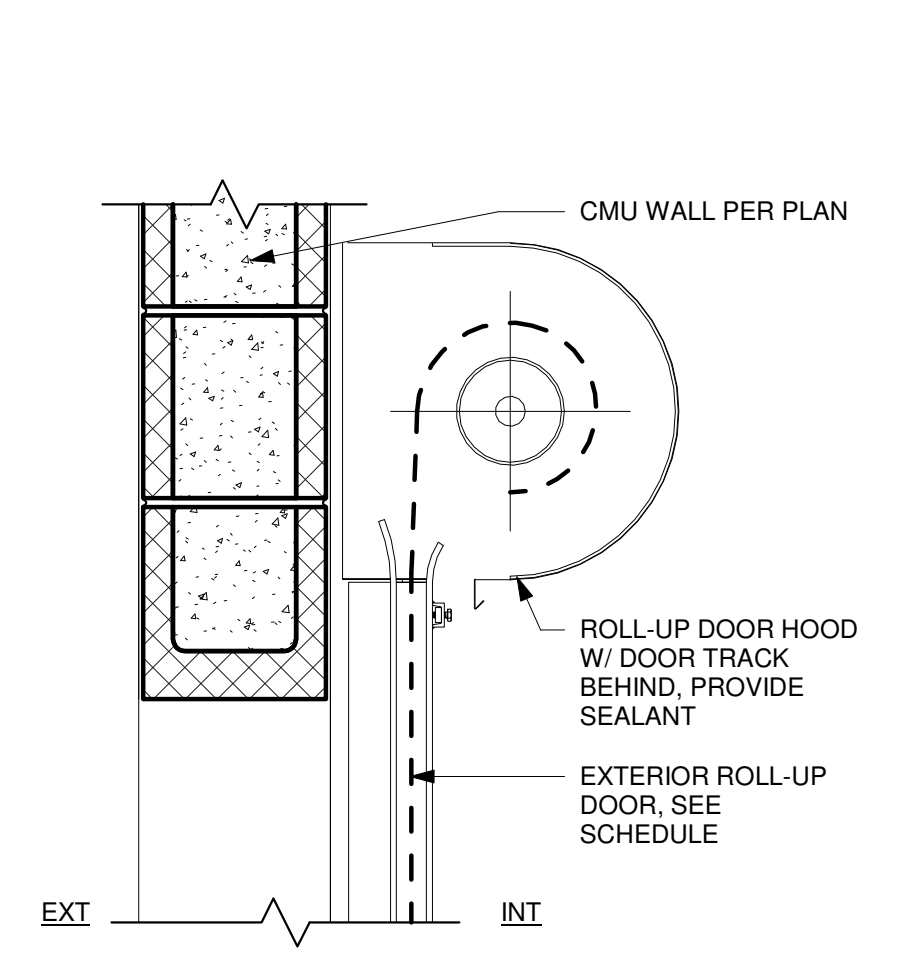 CMU WALL PER PLAN
ROLL-UP DOOR HOOD
W/ DOOR TRACK
BEHIND, PROVIDE
SEALANT
EXTERIOR ROLL-UP
DOOR, SEE
SCHEDULE
EXT
INT